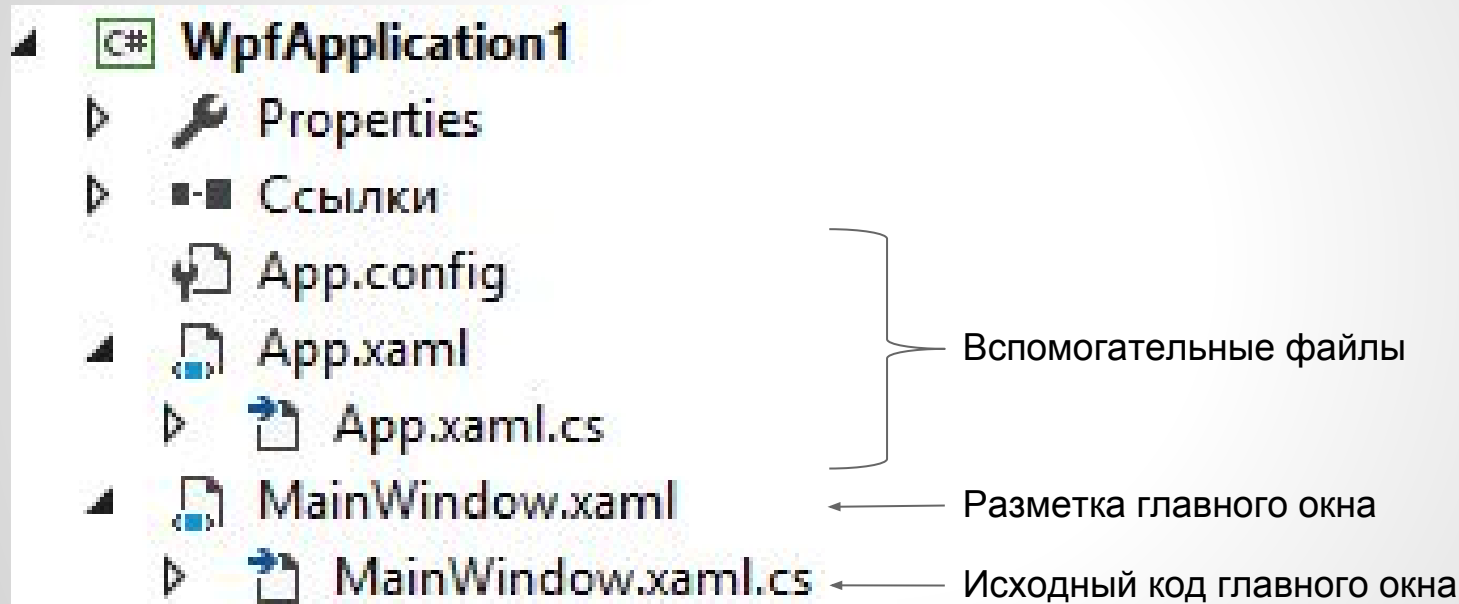 C# WpfApplication1
Properties
Ссылки
App.config
App.xaml
Вспомогательные файлы
App.xaml.cs
MainWindow.xaml
Разметка главного окна
MainWindow.xaml.cs
Исходный код главного окна